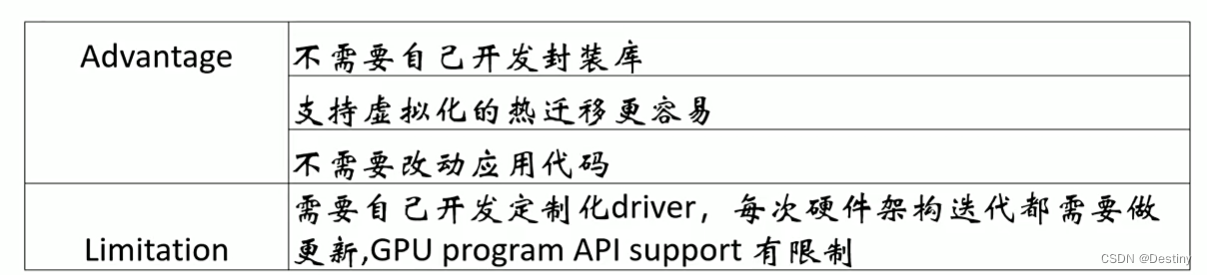 Advantage
不需要自己开发封装库
支持虚拟化的热迁移更容易
不需要改动应用代码
Limitation
需要自己开发定制化driver，每次硬件架构迭代都需要做
更新,GPU program API support 有限制
CSDN @Destiny